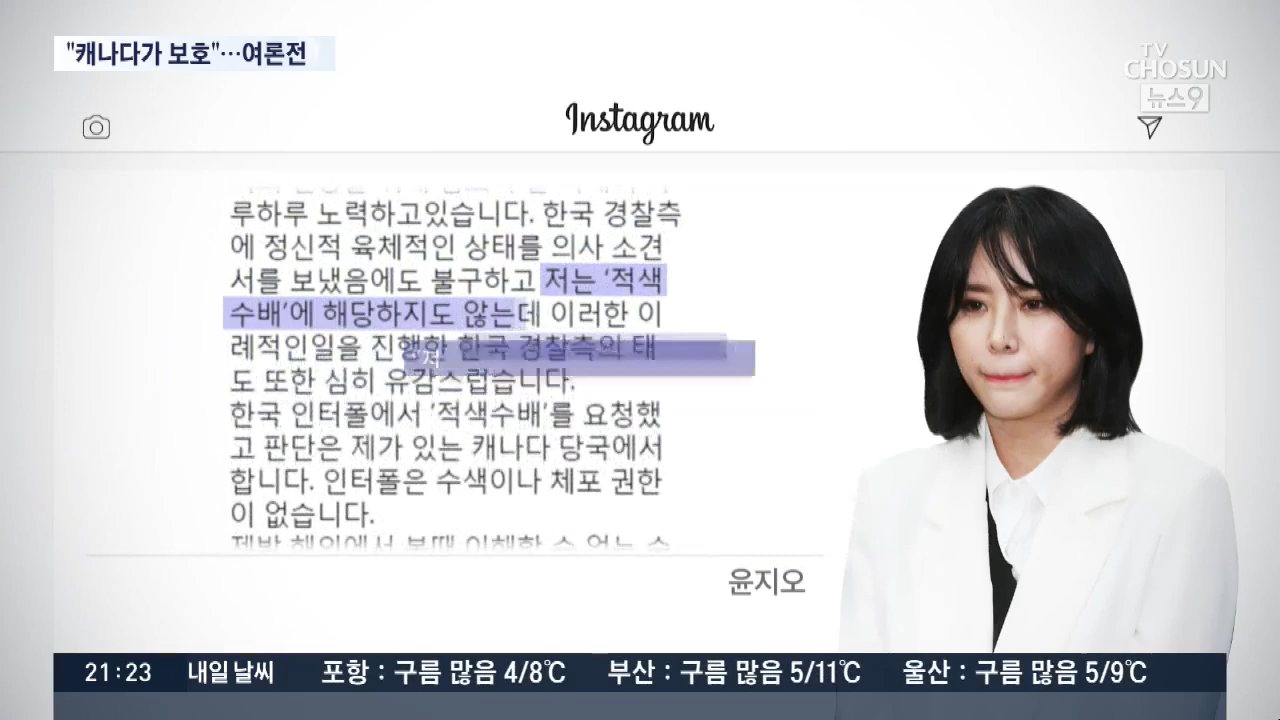 "캐나다가 보호"…여론전
TV
CHOSUN
뉴스9
Instagram
루하루 노력하고있습니다. 한국 경찰측
에 정신적 육체적인 상태를 의사 소견
서를 보냈음에도 불구하고 저는 '적색
수배'에 해당하지도 않는데 이러한 이
례적인일을 진행한 한국 경찰측의 태
도 또한 심히 유감스럽습니다.
한국 인터폴에서 '적색수배'를 요청했
고 판단은 제가 있는 캐나다 당국에서
합니다. 인터폴은 수색이나 체포 권한
이 없습니다.
윤지오
21:23 내일 날씨 포항 : 구름 많음 4/8℃ 부산 : 구름 많음 5/11℃ 울산 : 구름 많음 5/9℃